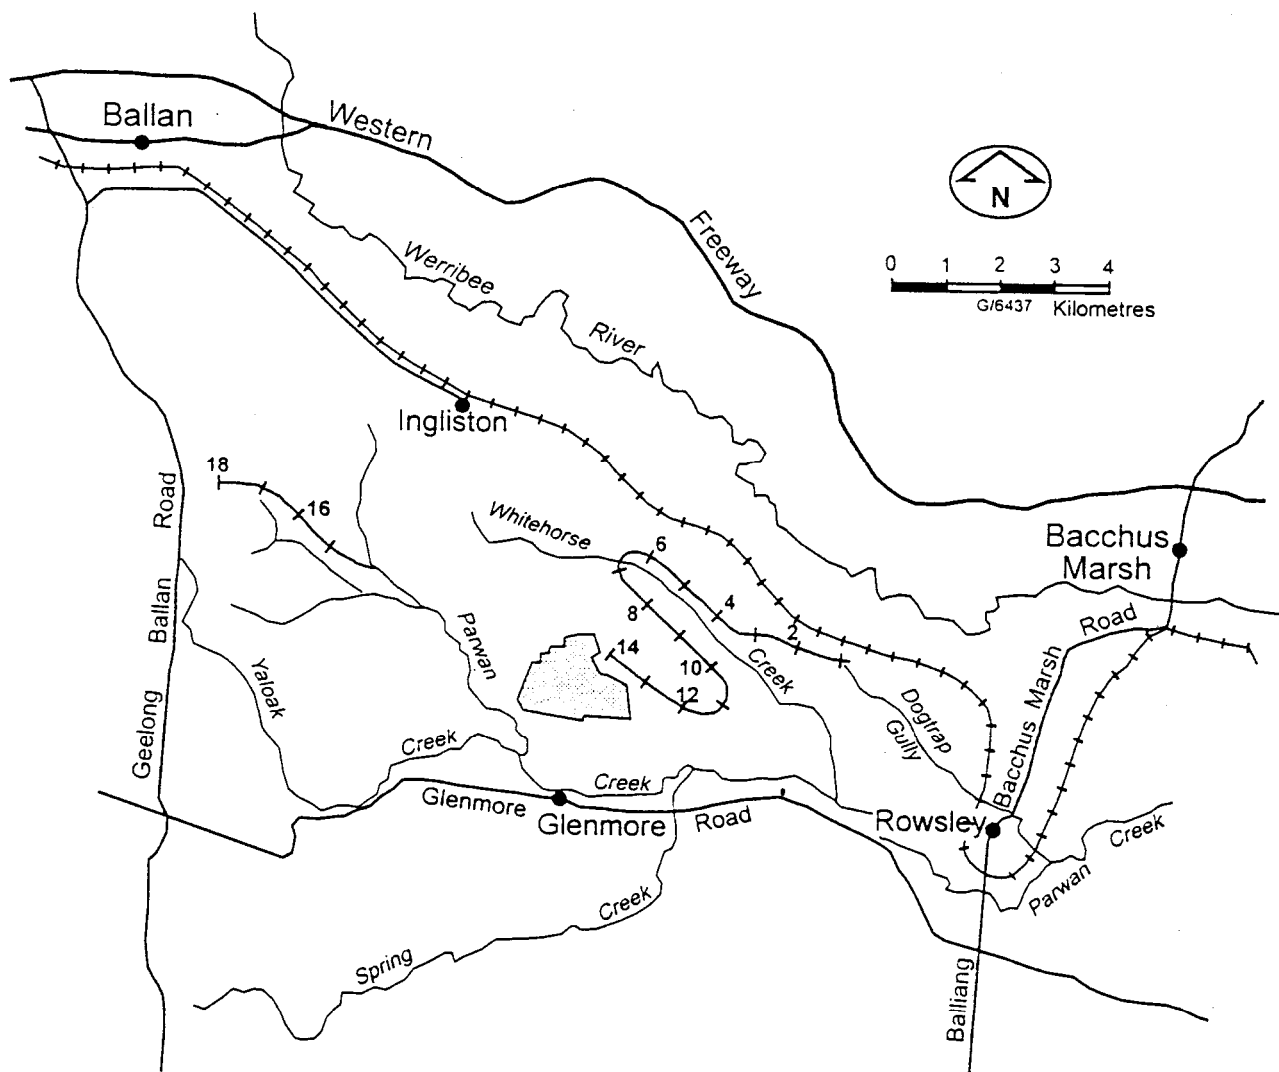 Ballan
Western
Freeway
N
0 1 2 3 4
G/6437 Kilometres
Werribee
River
Ingliston
18
16
Whitehorse
Creek
6
4
2
8
10
12
14
Bacchus
Marsh
Bacchus Marsh Road
Geelong Ballan Road
Yaloak
Creek
Parwan
Creek
Dogtrap
Gully
Glenmore Road
Glenmore
Rowsley
Parwan
Creek
Spring
Creek
Balliang